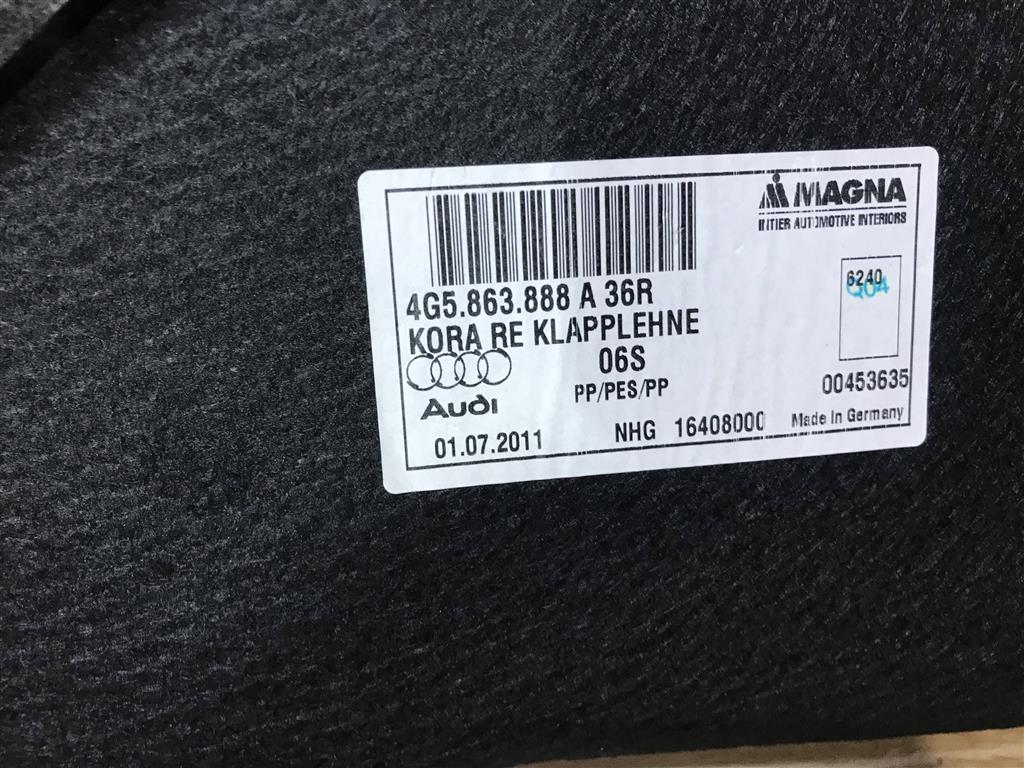 MAGNA
INTIER AUTOMOTIVE INTERIORS
4G5.863.888 A 36R
KORA RE KLAPPLEHNE
6240
Q04
06S
PP/PES/PP
00453635
Audi
01.07.2011
NHG 16408000
Made in Germany